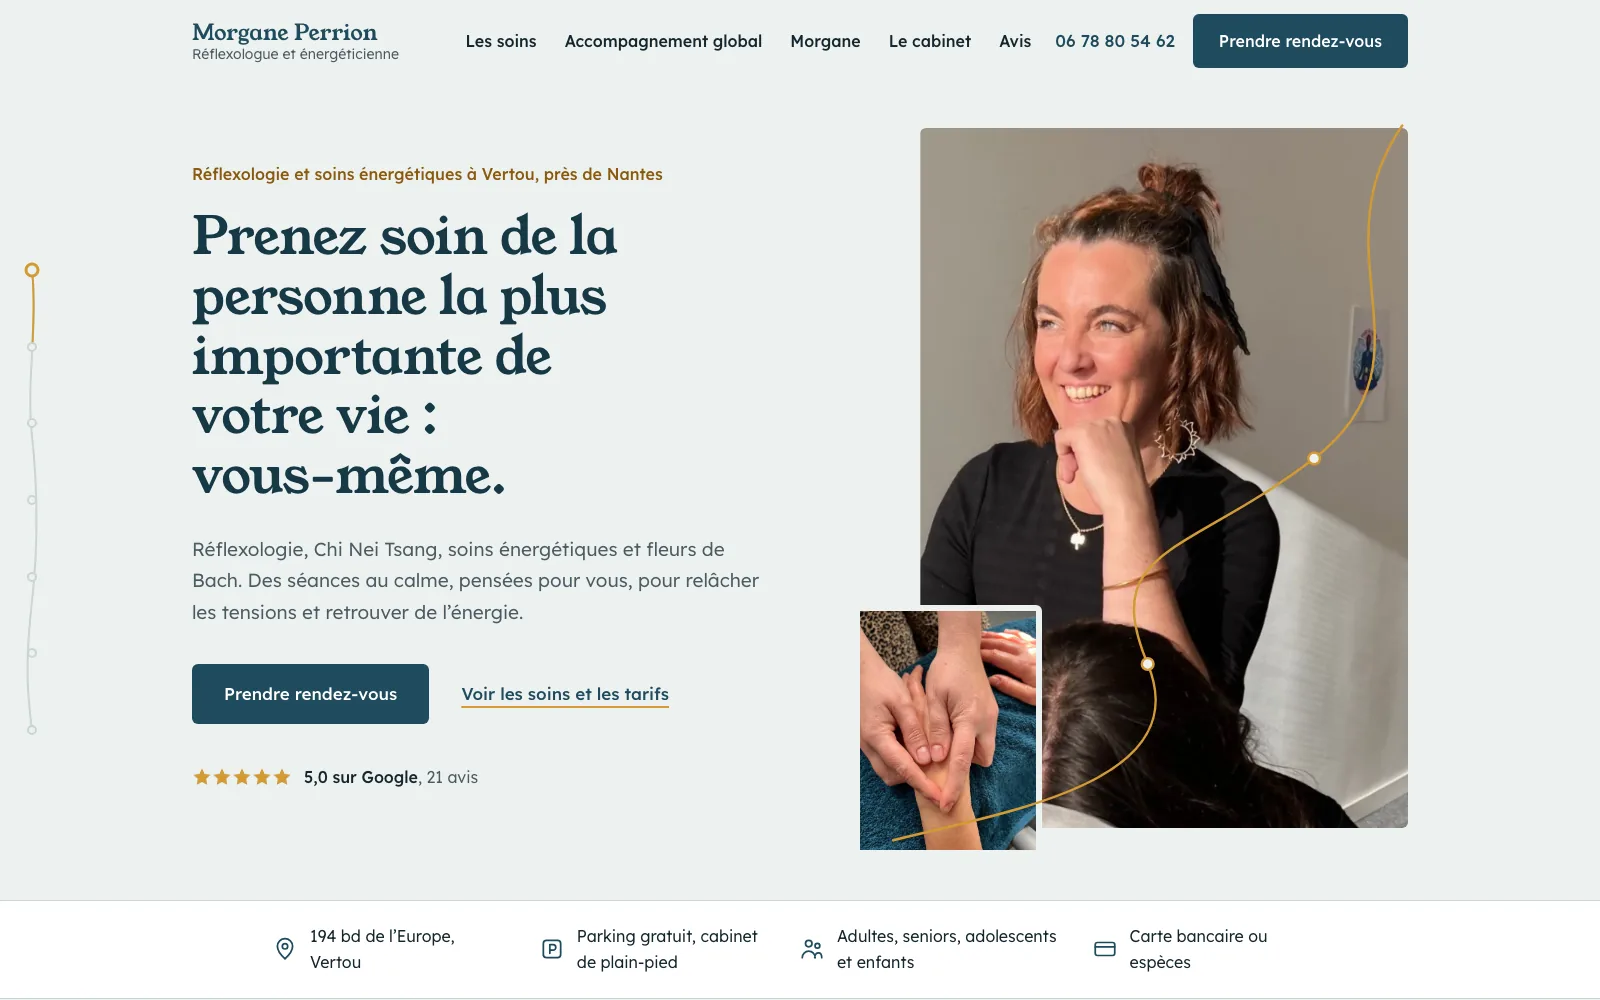 Morgane Perrion
Réflexologue et énergéticienne
Les soins
Accompagnement global
Morgane
Le cabinet
Avis
06 78 80 54 62
Prendre rendez-vous
Réflexologie et soins énergétiques à Vertou, près de Nantes
Prenez soin de la
personne la plus
importante de
votre vie :
vous-même.
Réflexologie, Chi Nei Tsang, soins énergétiques et fleurs de
Bach. Des séances au calme, pensées pour vous, pour relâcher
les tensions et retrouver de l’énergie.
Prendre rendez-vous
Voir les soins et les tarifs
5,0 sur Google, 21 avis
194 bd de l’Europe,
Vertou
P
Parking gratuit, cabinet
de plain-pied
Adultes, seniors, adolescents
et enfants
Carte bancaire ou
espèces